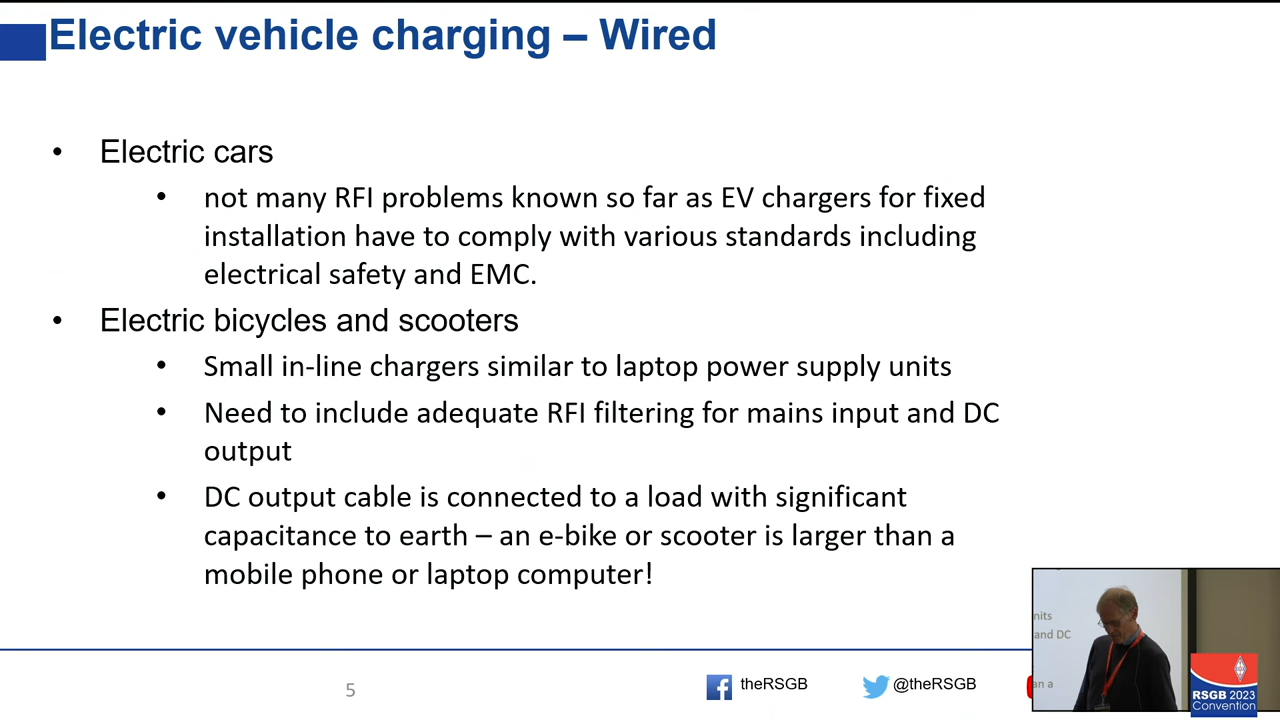 Electric vehicle charging – Wired
• Electric cars
• not many RFI problems known so far as EV chargers for fixed
installation have to comply with various standards including
electrical safety and EMC.
• Electric bicycles and scooters
• Small in-line chargers similar to laptop power supply units
• Need to include adequate RFI filtering for mains input and DC
output
• DC output cable is connected to a load with significant
capacitance to earth – an e-bike or scooter is larger than a
mobile phone or laptop computer!
nits
and DC
an a
5
theRSGB
@theRSGB
RSGB 2023
Convention